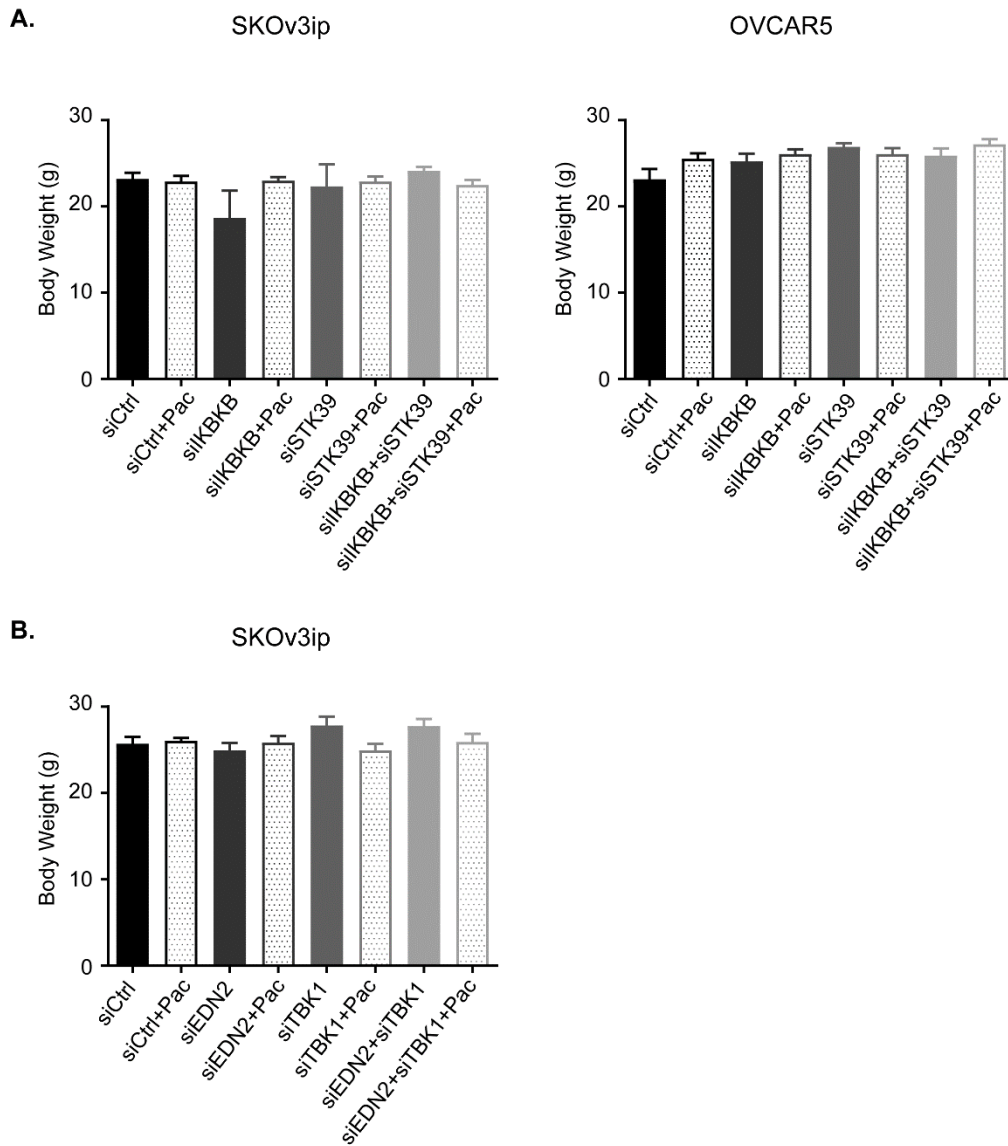 A.
SKOv3ip
Body Weight (g)
30
20
10
0
siCtrl
siCtrl+Pac
siIKBKB
siIKBKB+Pac
siSTK39
siSTK39+Pac
siIKBKB+siSTK39
siIKBKB+siSTK39+Pac
OVCAR5
Body Weight (g)
30
20
10
0
siCtrl
siCtrl+Pac
siIKBKB
siIKBKB+Pac
siSTK39
siSTK39+Pac
siIKBKB+siSTK39
siIKBKB+siSTK39+Pac
B.
SKOv3ip
Body Weight (g)
30
20
10
0
siCtrl
siCtrl+Pac
siEDN2
siEDN2+Pac
siTBK1
siTBK1+Pac
siEDN2+siTBK1
siEDN2+siTBK1+Pac